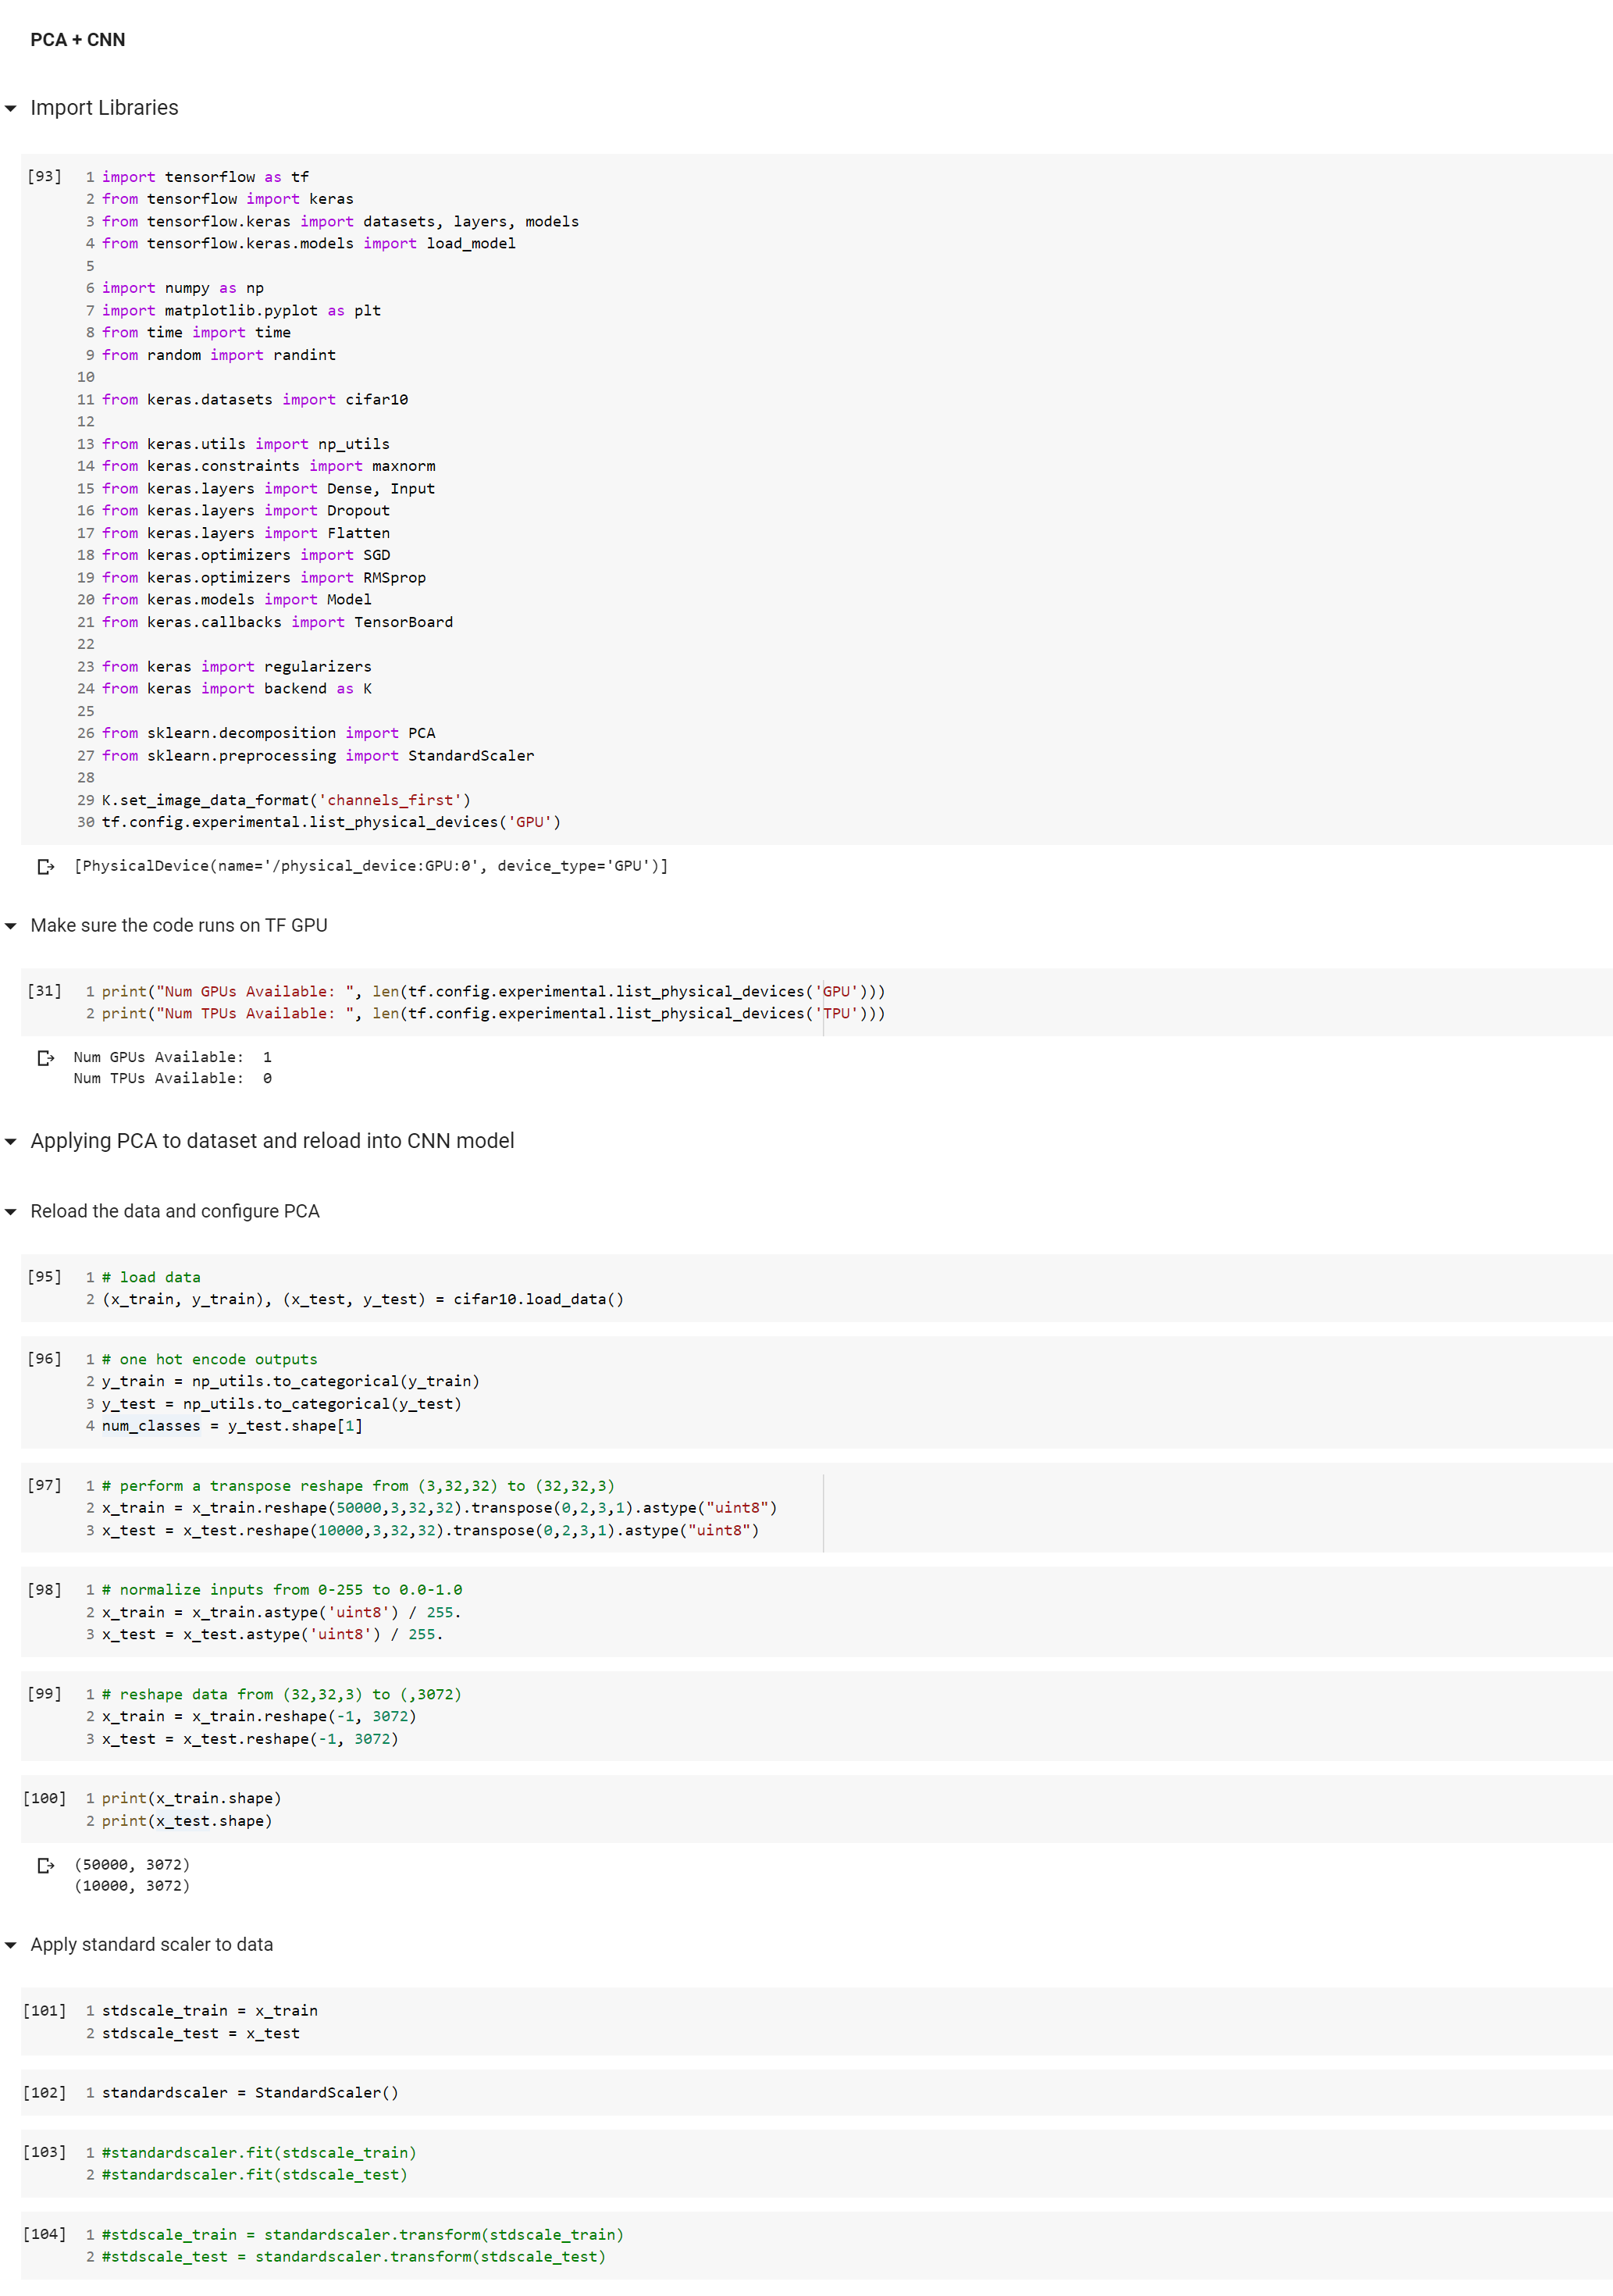 PCA + CNN
Import Libraries
[93]
1 import tensorflow as tf
2 from tensorflow import keras
3 from tensorflow.keras import datasets, layers, models
4 from tensorflow.keras.models import load_model
5
6 import numpy as np
7 import matplotlib.pyplot as plt
8 from time import time
9 from random import randint
10
11 from keras.datasets import cifar10
12
13 from keras.utils import np_utils
14 from keras.constraints import maxnorm
15 from keras.layers import Dense, Input
16 from keras.layers import Dropout
17 from keras.layers import Flatten
18 from keras.optimizers import SGD
19 from keras.optimizers import RMSprop
20 from keras.models import Model
21 from keras.callbacks import TensorBoard
22
23 from keras import regularizers
24 from keras import backend as K
25
26 from sklearn.decomposition import PCA
27 from sklearn.preprocessing import StandardScaler
28
29 K.set_image_data_format('channels_first')
30 tf.config.experimental.list_physical_devices('GPU')
[PhysicalDevice(name='/physical_device:GPU:0', device_type='GPU')]
Make sure the code runs on TF GPU
[31]
1 print("Num GPUs Available: ", len(tf.config.experimental.list_physical_devices('GPU')))
2 print("Num TPUs Available: ", len(tf.config.experimental.list_physical_devices('TPU')))
Num GPUs Available:  1
Num TPUs Available:  0
Applying PCA to dataset and reload into CNN model
Reload the data and configure PCA
[95]
1 # load data
2 (x_train, y_train), (x_test, y_test) = cifar10.load_data()
[96]
1 # one hot encode outputs
2 y_train = np_utils.to_categorical(y_train)
3 y_test = np_utils.to_categorical(y_test)
4 num_classes = y_test.shape[1]
[97]
1 # perform a transpose reshape from (3,32,32) to (32,32,3)
2 x_train = x_train.reshape(50000,3,32,32).transpose(0,2,3,1).astype("uint8")
3 x_test = x_test.reshape(10000,3,32,32).transpose(0,2,3,1).astype("uint8")
[98]
1 # normalize inputs from 0-255 to 0.0-1.0
2 x_train = x_train.astype('uint8') / 255.
3 x_test = x_test.astype('uint8') / 255.
[99]
1 # reshape data from (32,32,3) to (,3072)
2 x_train = x_train.reshape(-1, 3072)
3 x_test = x_test.reshape(-1, 3072)
[100]
1 print(x_train.shape)
2 print(x_test.shape)
(50000, 3072)
(10000, 3072)
Apply standard scaler to data
[101]
1 stdscale_train = x_train
2 stdscale_test = x_test
[102]
1 standardscaler = StandardScaler()
[103]
1 #standardscaler.fit(stdscale_train)
2 #standardscaler.fit(stdscale_test)
[104]
1 #stdscale_train = standardscaler.transform(stdscale_train)
2 #stdscale_test = standardscaler.transform(stdscale_test)